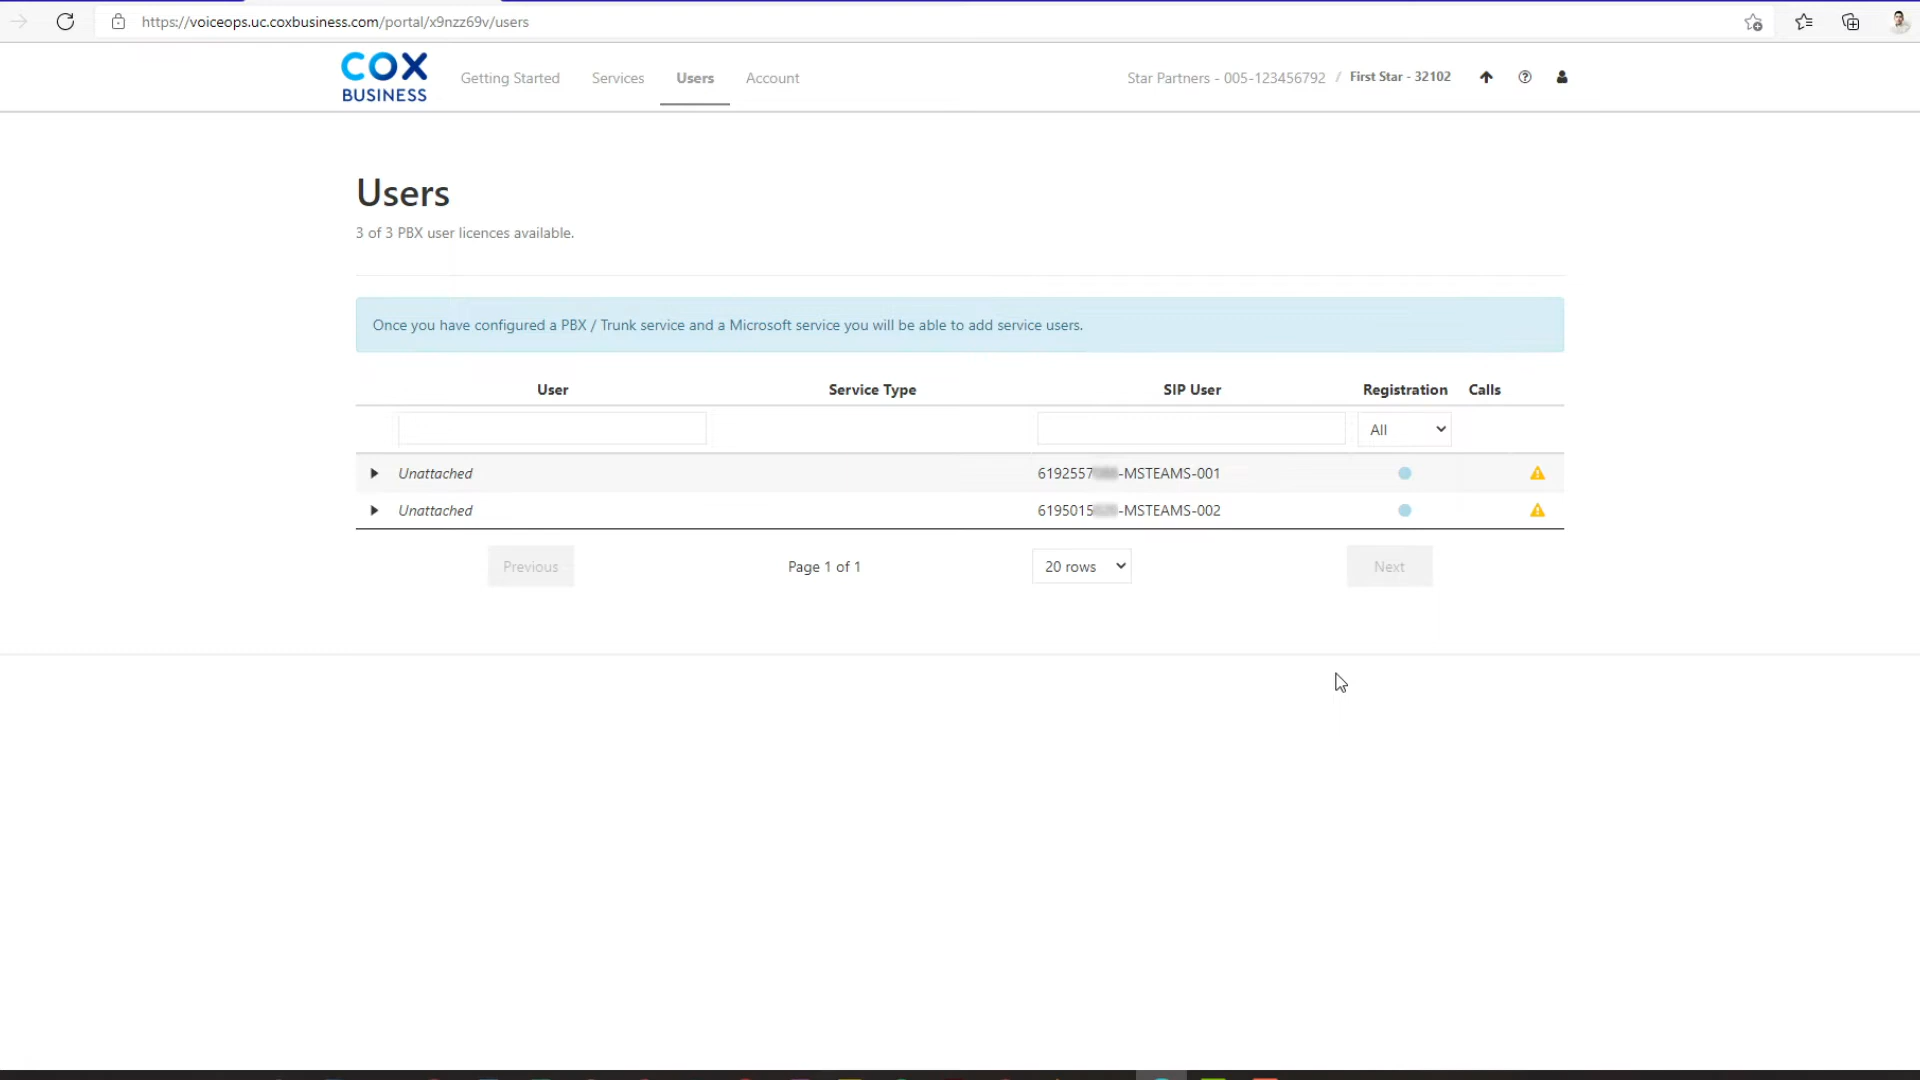 https://voiceops.uc.coxbusiness.com/portal/x9nzz69v/users
COX BUSINESS
Getting Started
Services
Users
Account
Star Partners - 005-123456792 / First Star - 32102
Users
3 of 3 PBX user licences available.
Once you have configured a PBX / Trunk service and a Microsoft service you will be able to add service users.
User Service Type SIP User Registration Calls
All
Unattached 6192557 -MSTEAMS-001
Unattached 6195015 -MSTEAMS-002
Previous Page 1 of 1 20 rows Next